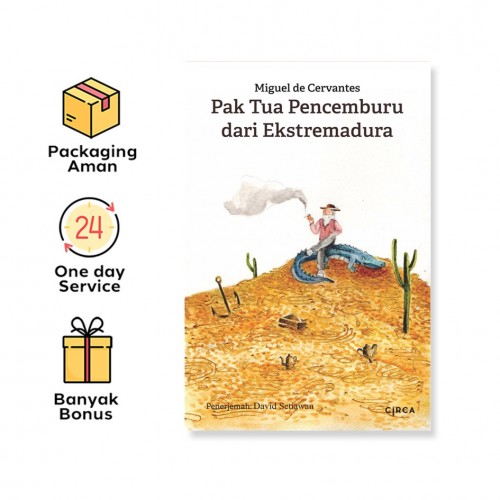 Packaging
Aman
24
One day
Service
Banyak
Bonus
Miguel de Cervantes
Pak Tua Pencemburu
dari Ekstremadura
Penerjemah: David Setiawan
CIRCA